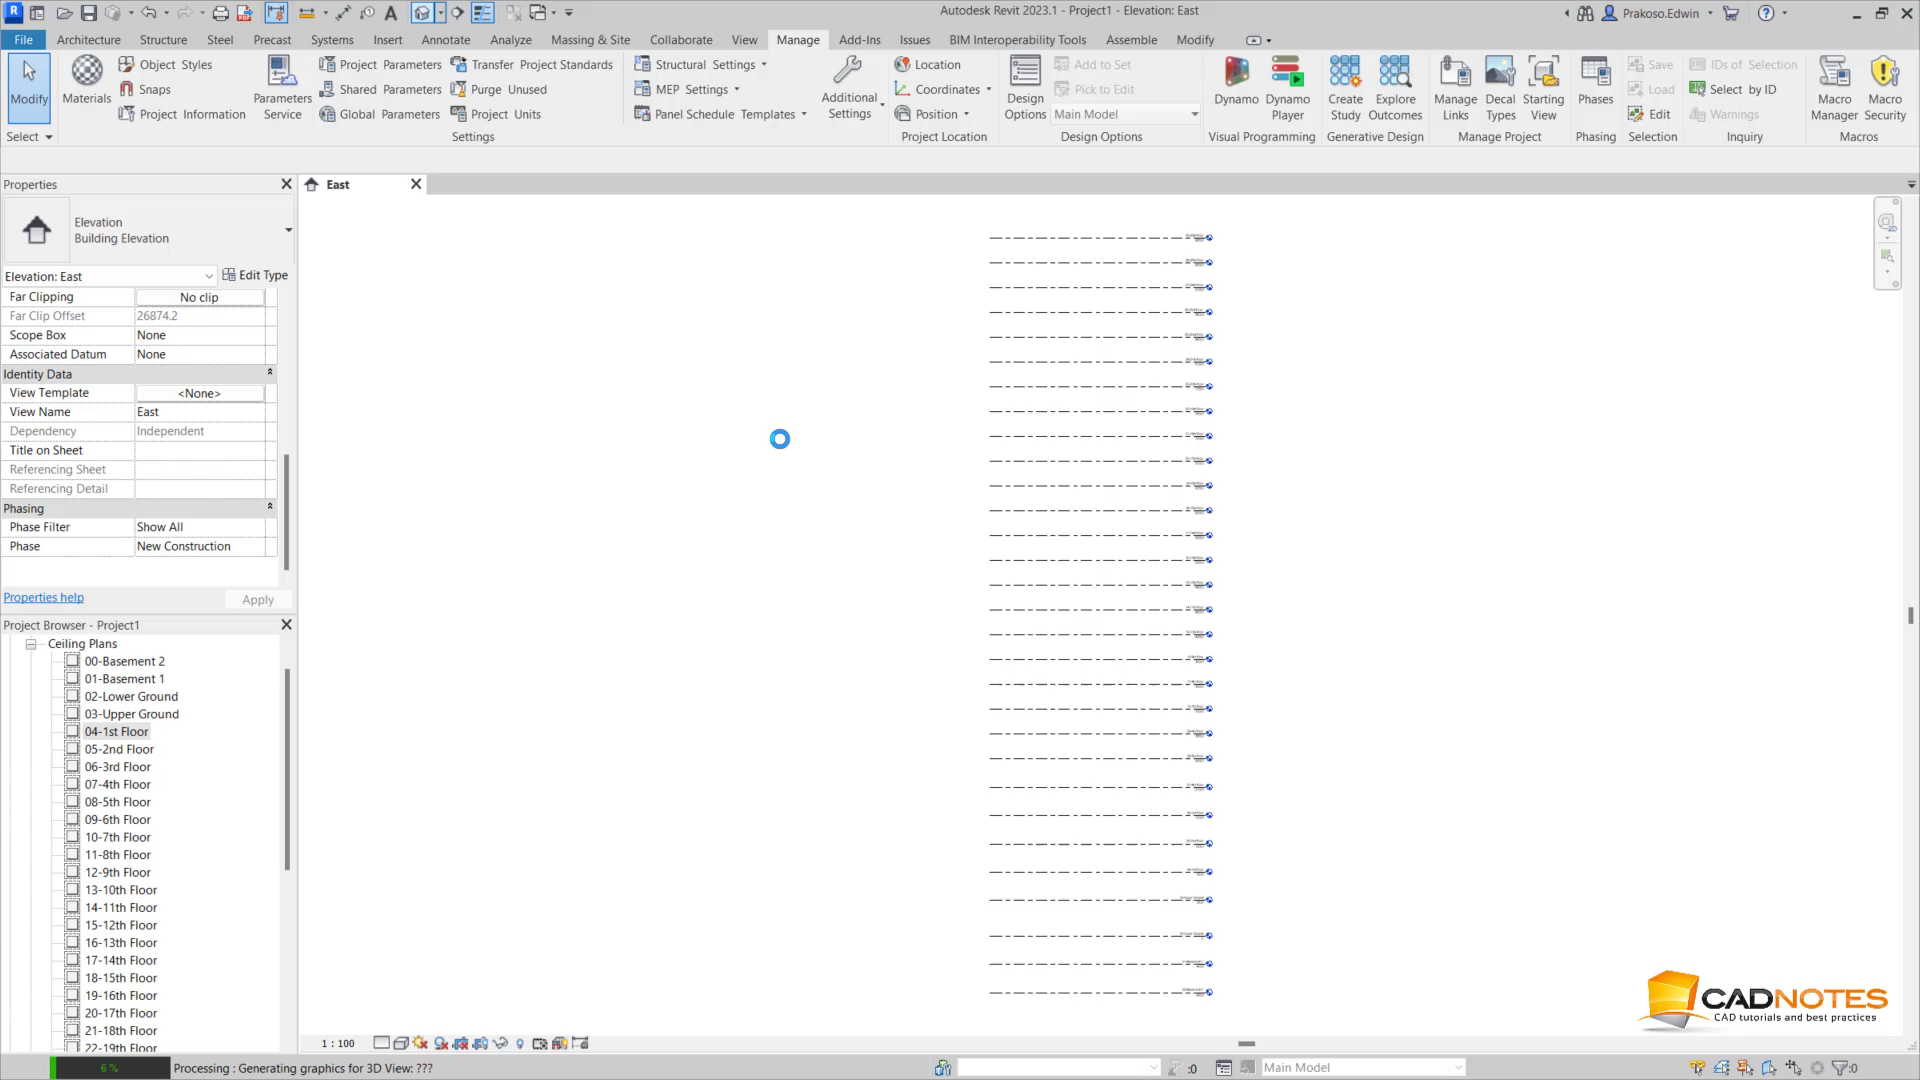 Autodesk Revit 2023.1 - Project1 - Elevation: East
Prakoso.Edwin
File Architecture Structure Steel Precast Systems Insert Annotate Analyze Massing & Site Collaborate View Manage Add-Ins Issues BIM Interoperability Tools Assemble Modify
Modify
Materials
Object Styles
Snaps
Project Information
Parameters Service
Project Parameters
Shared Parameters
Global Parameters
Transfer Project Standards
Purge Unused
Project Units
Structural Settings
MEP Settings
Panel Schedule Templates
Additional Settings
Location
Coordinates
Position
Design Options
Add to Set
Pick to Edit
Main Model
Dynamo
Dynamo Player
Create Study
Explore Outcomes
Manage Links
Decal Types
Starting View
Phases
Save
Load
Edit
IDs of Selection
Select by ID
Warnings
Macro Manager
Macro Security
Select Settings Project Location Design Options Visual Programming Generative Design Manage Project Phasing Selection Inquiry Macros
Properties
East
Elevation
Building Elevation
Elevation: East
Edit Type
Far Clipping No clip
Far Clip Offset 26874.2
Scope Box None
Associated Datum None
Identity Data
View Template <None>
View Name East
Dependency Independent
Title on Sheet
Referencing Sheet
Referencing Detail
Phasing
Phase Filter Show All
Phase New Construction
Properties help
Apply
Project Browser - Project1
Ceiling Plans
00-Basement 2
01-Basement 1
02-Lower Ground
03-Upper Ground
04-1st Floor
05-2nd Floor
06-3rd Floor
07-4th Floor
08-5th Floor
09-6th Floor
10-7th Floor
11-8th Floor
12-9th Floor
13-10th Floor
14-11th Floor
15-12th Floor
16-13th Floor
17-14th Floor
18-15th Floor
19-16th Floor
20-17th Floor
21-18th Floor
22-19th Floor
CADNOTES
CAD tutorials and best practices
1 : 100
6 %
Processing : Generating graphics for 3D View: ???
:0
Main Model
:0